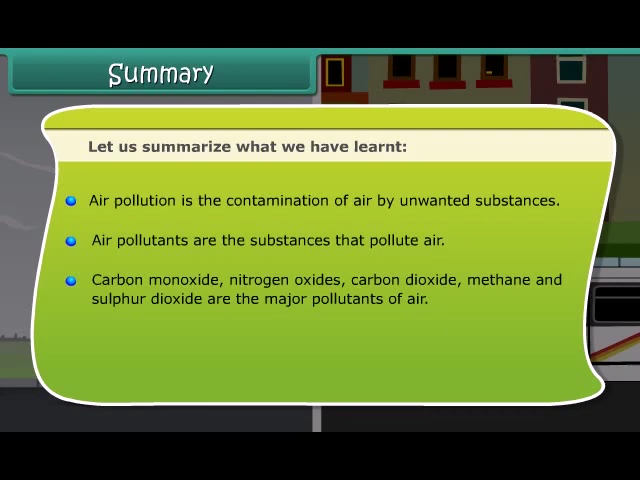 Summary
Let us summarize what we have learnt:
Air pollution is the contamination of air by unwanted substances.
Air pollutants are the substances that pollute air.
Carbon monoxide, nitrogen oxides, carbon dioxide, methane and
sulphur dioxide are the major pollutants of air.